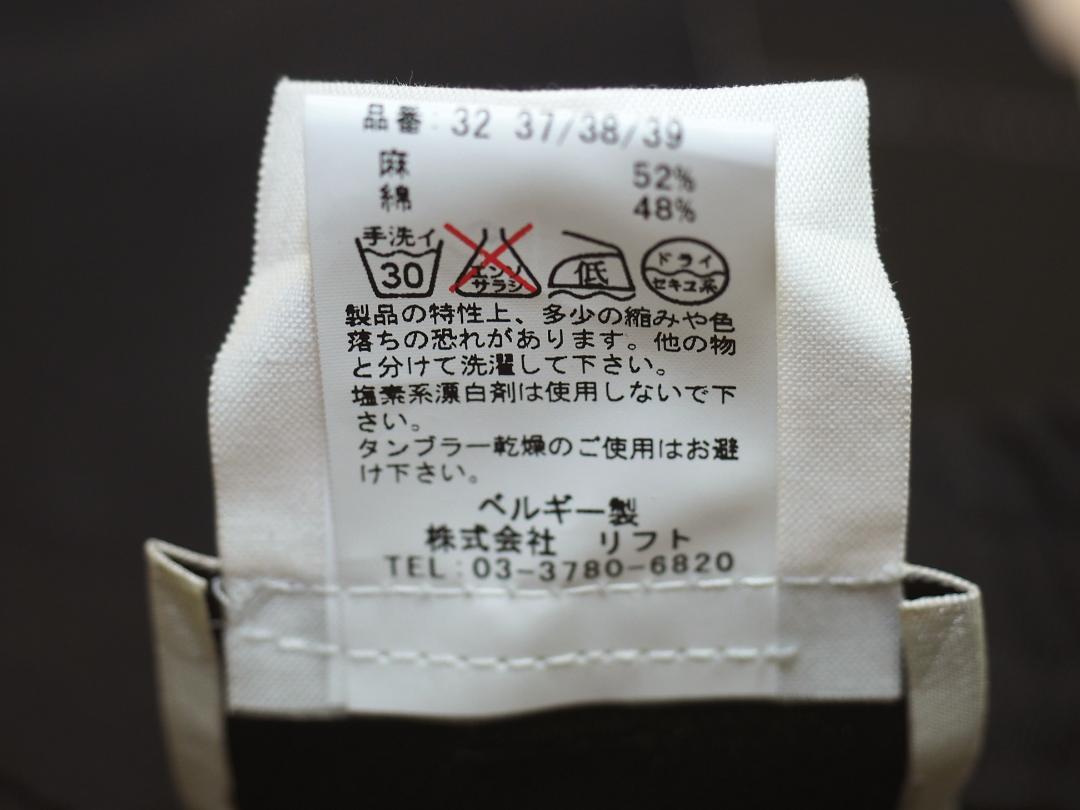 品番:32 37/38/39
麻 52%
綿 48%
手洗イ 30 エンソサラシ 低 ドライ セキユ系
製品の特性上、多少の縮みや色
落ちの恐れがあります。他の物
と分けて洗濯して下さい。
塩素系漂白剤は使用しないで下
さい。
タンブラー乾燥のご使用はお避
け下さい。
ベルギー製
株式会社 リフト
TEL:03-3780-6820